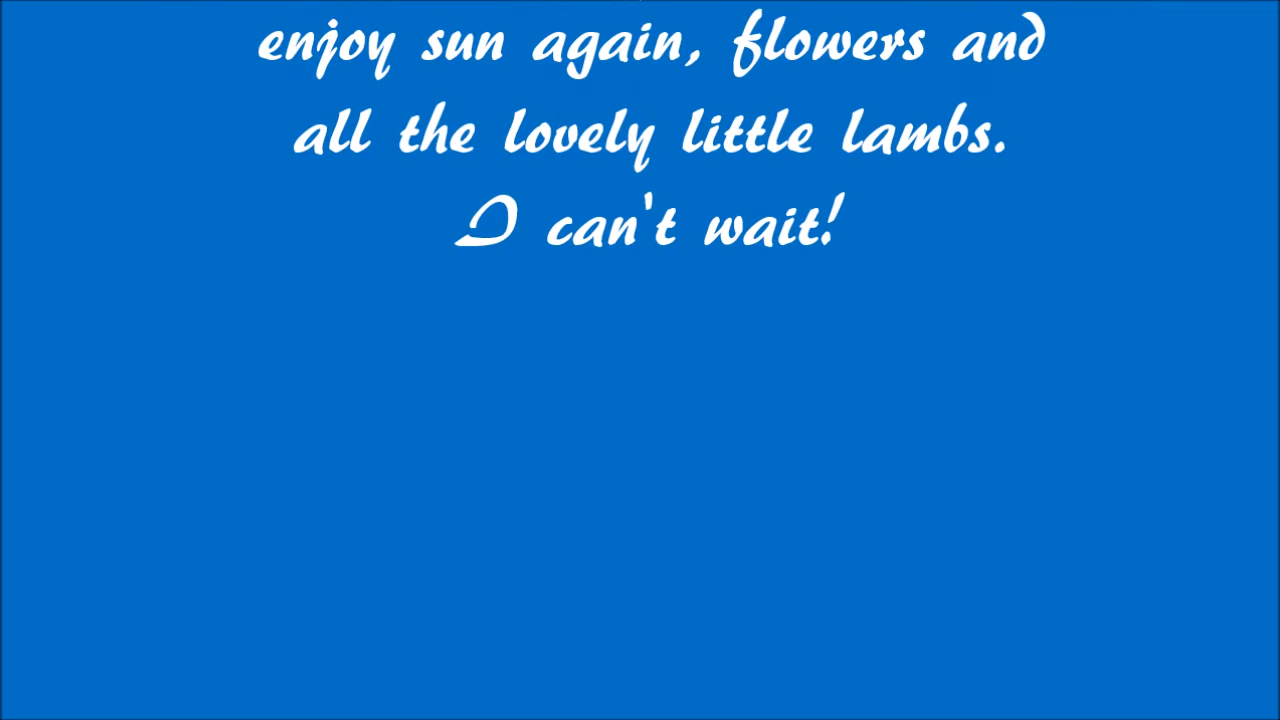 enjoy sun again, flowers and
all the lovely little lambs.
I can't wait!